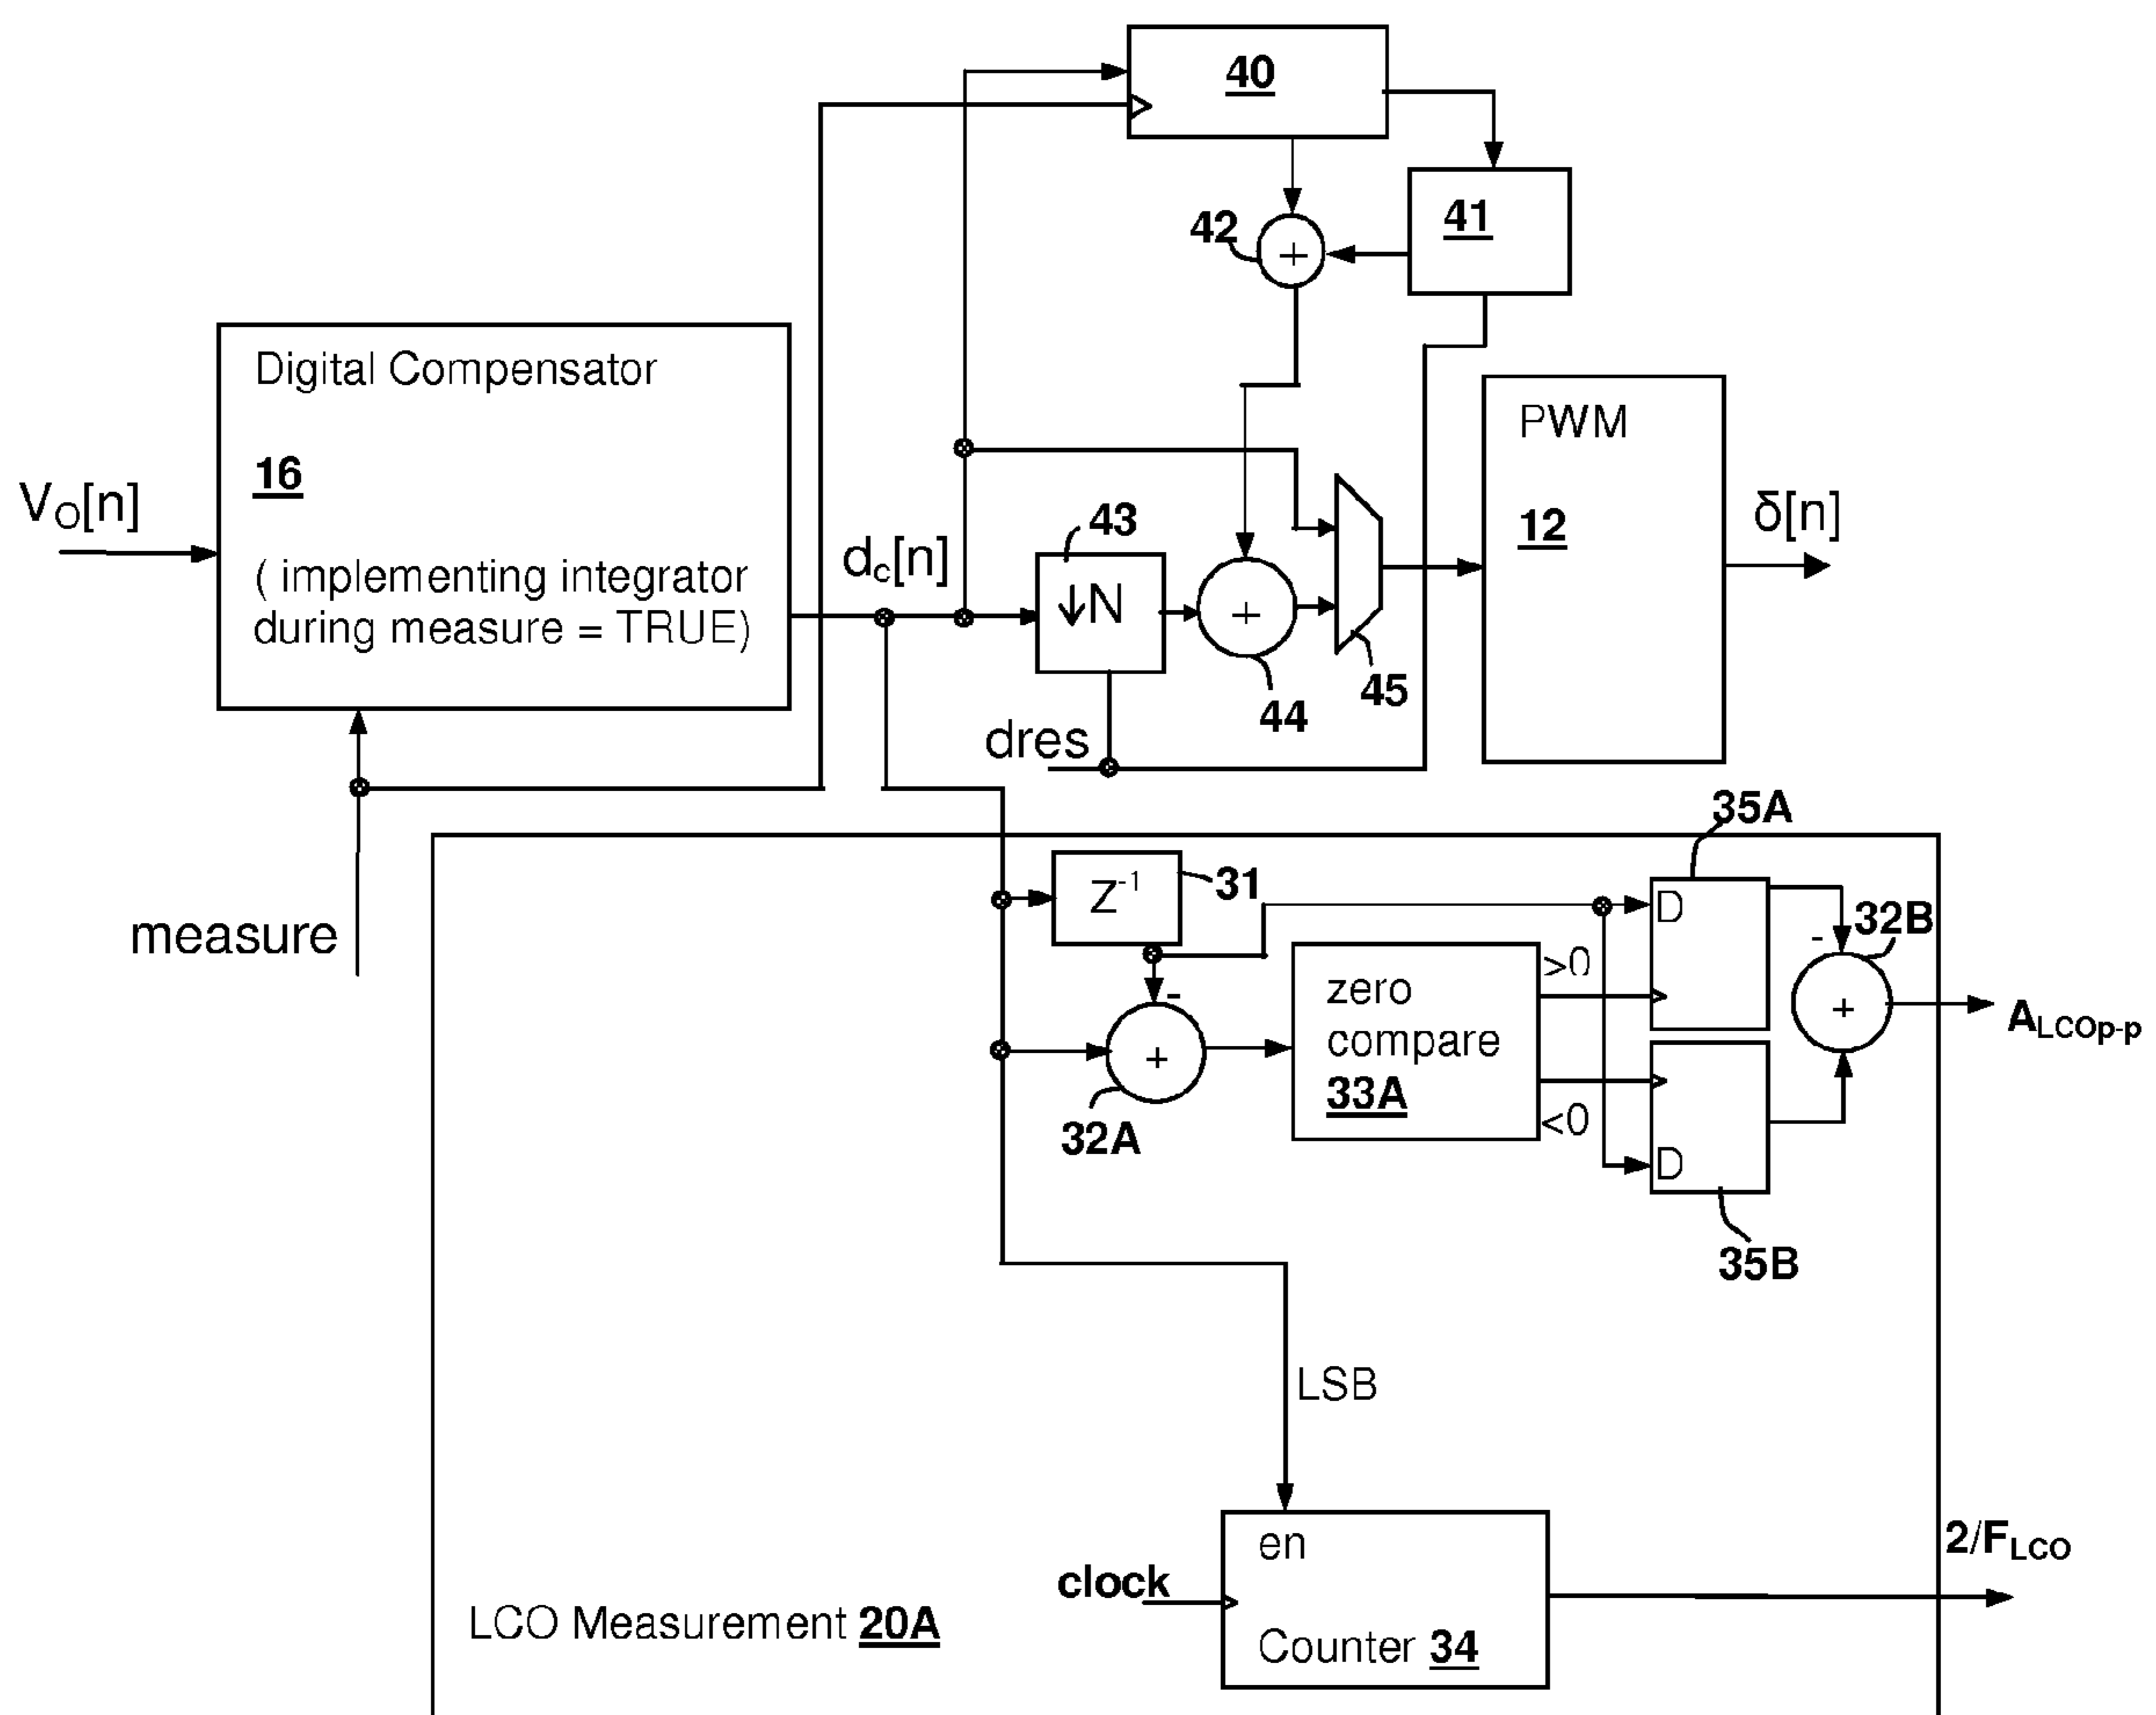 40
42
+
41
Digital Compensator
16
( implementing integrator
during measure = TRUE)
V_O[n]
d_c[n]
43
↓N
+
44
45
PWM
12
δ[n]
dres
measure
35A
Z⁻¹
31
D
32B
-
+
A_LCOp-p
-
+
32A
zero
compare
33A
>0
<0
D
35B
LSB
en
clock
Counter 34
2/F_LCO
LCO Measurement 20A